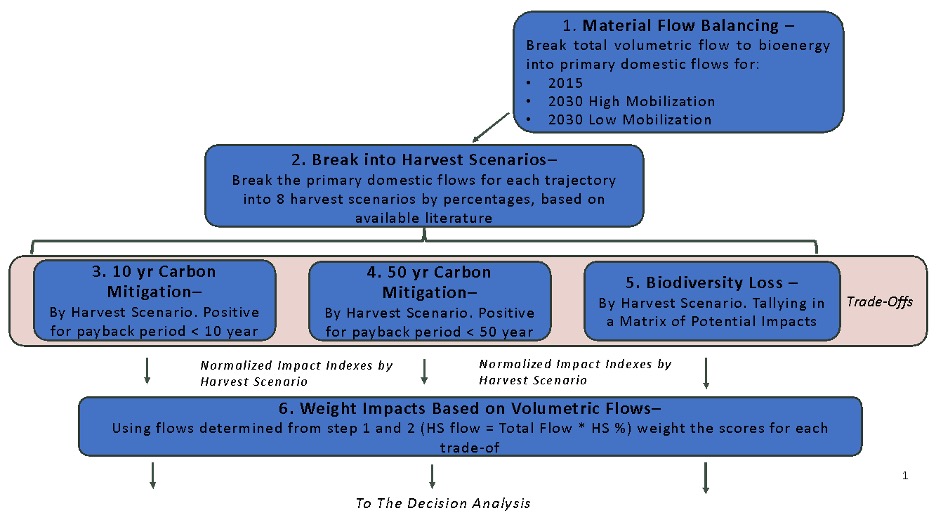 1. Material Flow Balancing –
Break total volumetric flow to bioenergy
into primary domestic flows for:
• 2015
• 2030 High Mobilization
• 2030 Low Mobilization
2. Break into Harvest Scenarios–
Break the primary domestic flows for each trajectory
into 8 harvest scenarios by percentages, based on
available literature
3. 10 yr Carbon
Mitigation–
By Harvest Scenario. Positive
for payback period < 10 year
4. 50 yr Carbon
Mitigation–
By Harvest Scenario. Positive
for payback period < 50 year
5. Biodiversity Loss –
By Harvest Scenario. Tallying in
a Matrix of Potential Impacts
Trade-Offs
Normalized Impact Indexes by
Harvest Scenario
Normalized Impact Indexes by
Harvest Scenario
6. Weight Impacts Based on Volumetric Flows–
Using flows determined from step 1 and 2 (HS flow = Total Flow * HS %) weight the scores for each
trade-of
1
To The Decision Analysis